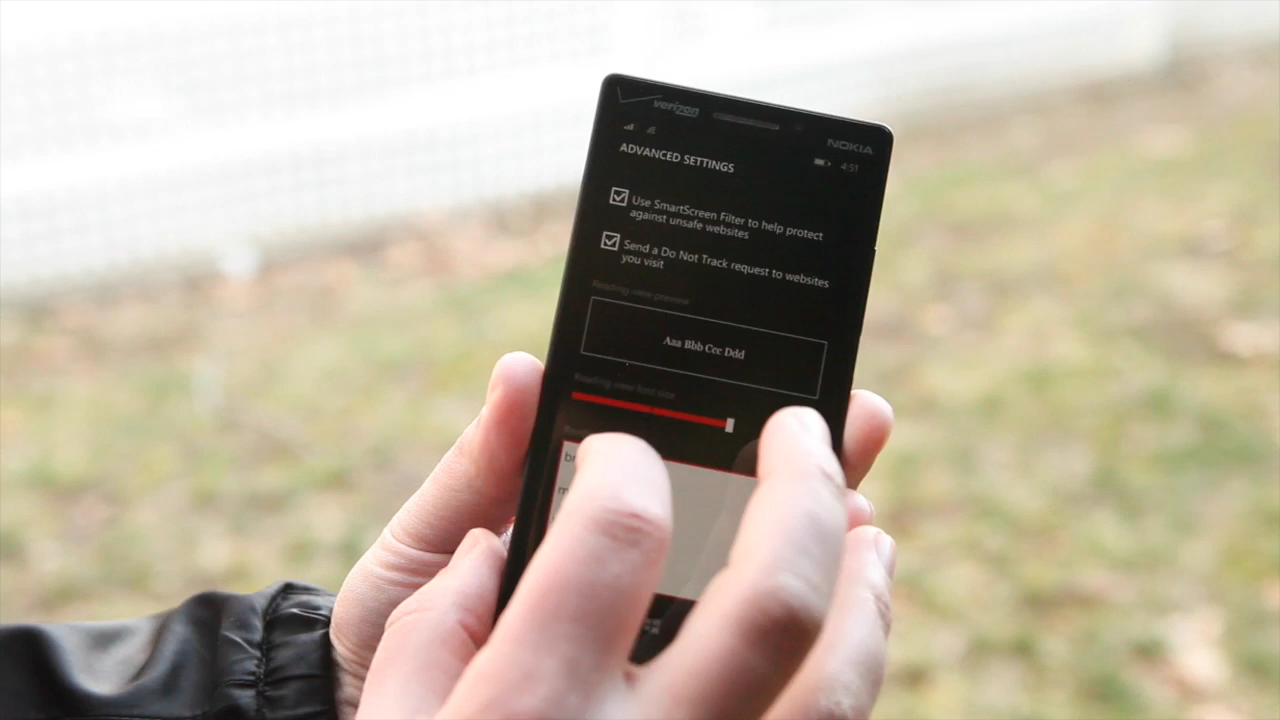 verizon
NOKIA
4:51
ADVANCED SETTINGS
Use SmartScreen Filter to help protect
against unsafe websites
Send a Do Not Track request to websites
you visit
Reading view preview
Aaa Bbb Ccc Ddd
Reading view font size